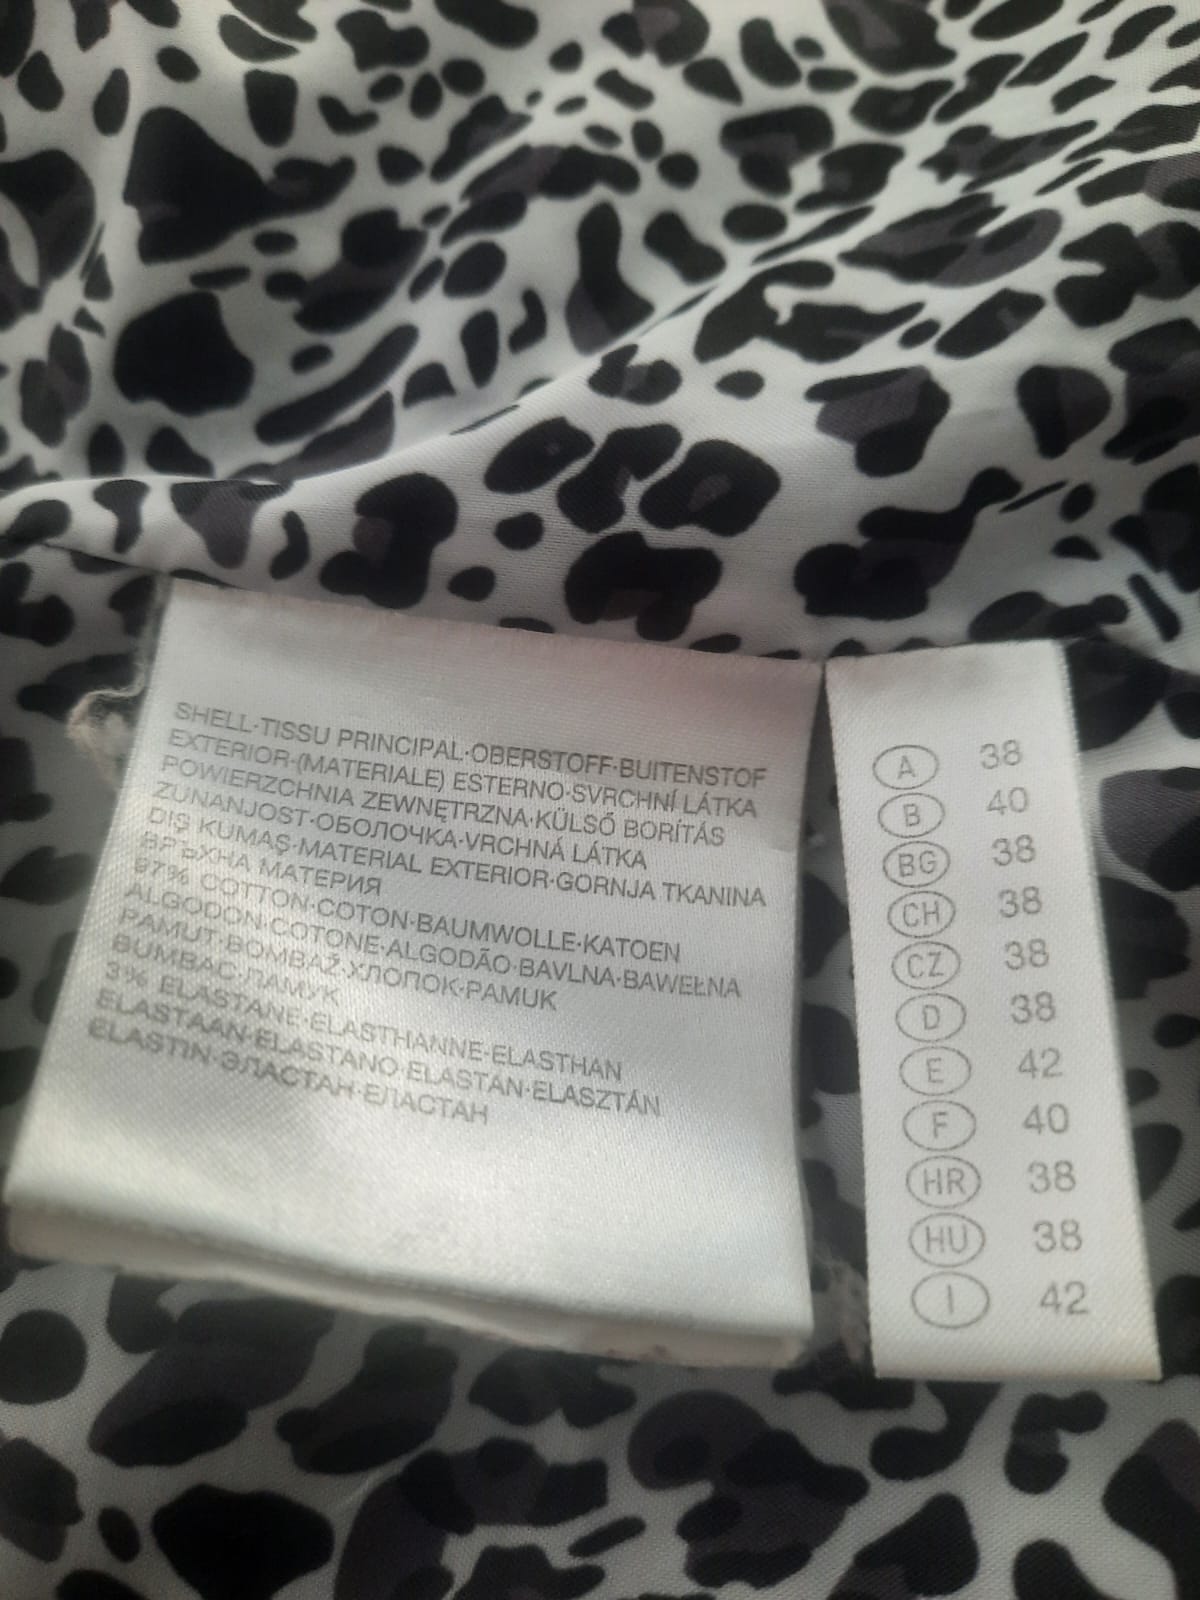 SHELL·TISSU PRINCIPAL·OBERSTOFF·BUITENSTOF
EXTERIOR·(MATERIALE) ESTERNO·SVRCHNÍ LÁTKA
POWIERZCHNIA ZEWNĘTRZNA·KÜLSŐ BORÍTÁS
ZUNANJOST·ОБОЛОЧКА·VRCHNÁ LÁTKA
DIŞ KUMAŞ·MATERIAL EXTERIOR·GORNJA TKANINA
ВРЪХНА МАТЕРИЯ
97% COTTON·COTON·BAUMWOLLE·KATOEN
ALGODÓN·COTONE·ALGODÃO·BAVLNA·BAWEŁNA
PAMUT·BOMBAŽ·ХЛОПОК·PAMUK
BUMBAC·ПАМУК
3% ELASTANE·ELASTHANNE·ELASTHAN
ELASTAAN·ELASTANO·ELASTAN·ELASZTÁN
ELASTIN·ЭЛАСТАН·ЕЛАСТАН
A 38
B 40
BG 38
CH 38
CZ 38
D 38
E 42
F 40
HR 38
HU 38
I 42